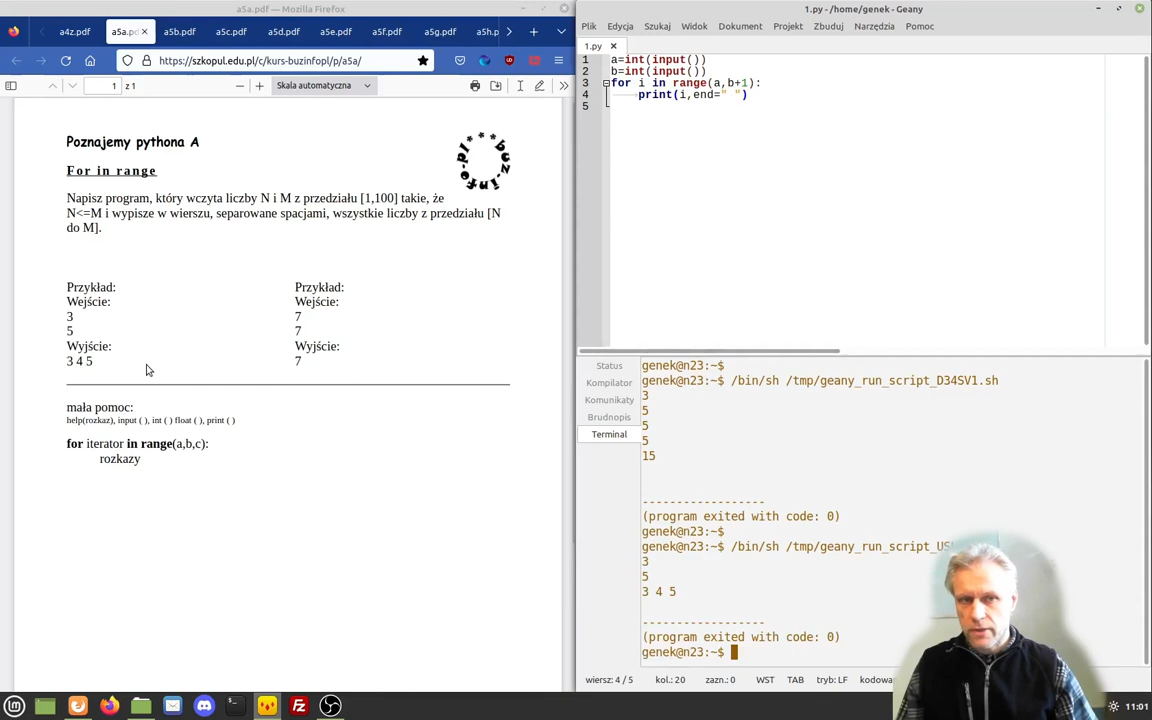 a5a.pdf — Mozilla Firefox
a4z.pdf
a5a.pd
a5b.pdf
a5c.pdf
a5d.pdf
a5e.pdf
a5f.pdf
a5g.pdf
a5h.p
https://szkopul.edu.pl/c/kurs-buzinfopl/p/a5a/
1
z 1
Skala automatyczna
Poznajemy pythona A
***buz-info-pl
For in range
Napisz program, który wczyta liczby N i M z przedziału [1,100] takie, że
N<=M i wypisze w wierszu, separowane spacjami, wszystkie liczby z przedziału [N
do M].
Przykład:
Wejście:
3
5
Wyjście:
3 4 5
Przykład:
Wejście:
7
7
Wyjście:
7
mała pomoc:
help(rozkaz), input ( ), int ( ) float ( ), print ( )
for iterator in range(a,b,c):
rozkazy
1.py - /home/genek - Geany
Plik Edycja Szukaj Widok Dokument Projekt Zbuduj Narzędzia Pomoc
1.py
1 a=int(input())
2 b=int(input())
3 for i in range(a,b+1):
4 print(i,end=" ")
5
Status
Kompilator
Komunikaty
Brudnopis
Terminal
genek@n23:~$
genek@n23:~$ /bin/sh /tmp/geany_run_script_D34SV1.sh
3
5
5
5
15
------------------
(program exited with code: 0)
genek@n23:~$
genek@n23:~$ /bin/sh /tmp/geany_run_script_US
3
5
3 4 5
------------------
(program exited with code: 0)
genek@n23:~$
wiersz: 4 / 5 kol.: 20 zazn.: 0 WST TAB tryb: LF kodowa
11:01